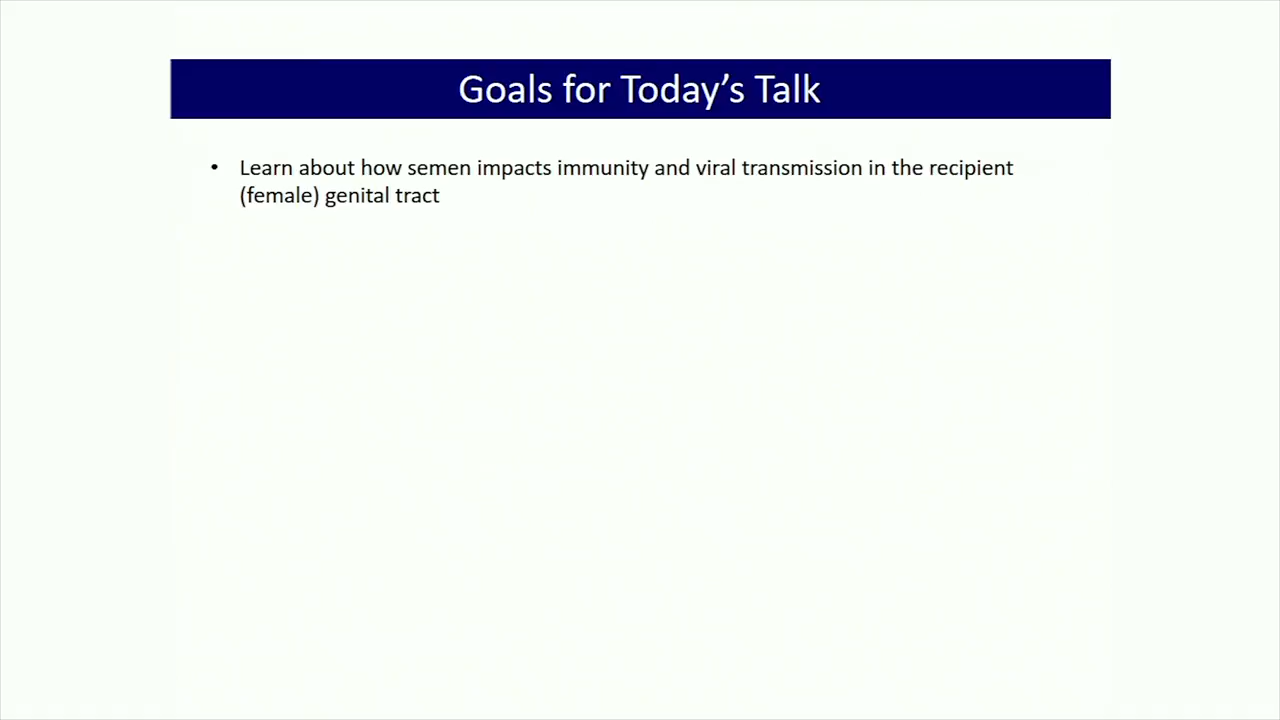 Goals for Today’s Talk
• Learn about how semen impacts immunity and viral transmission in the recipient
(female) genital tract